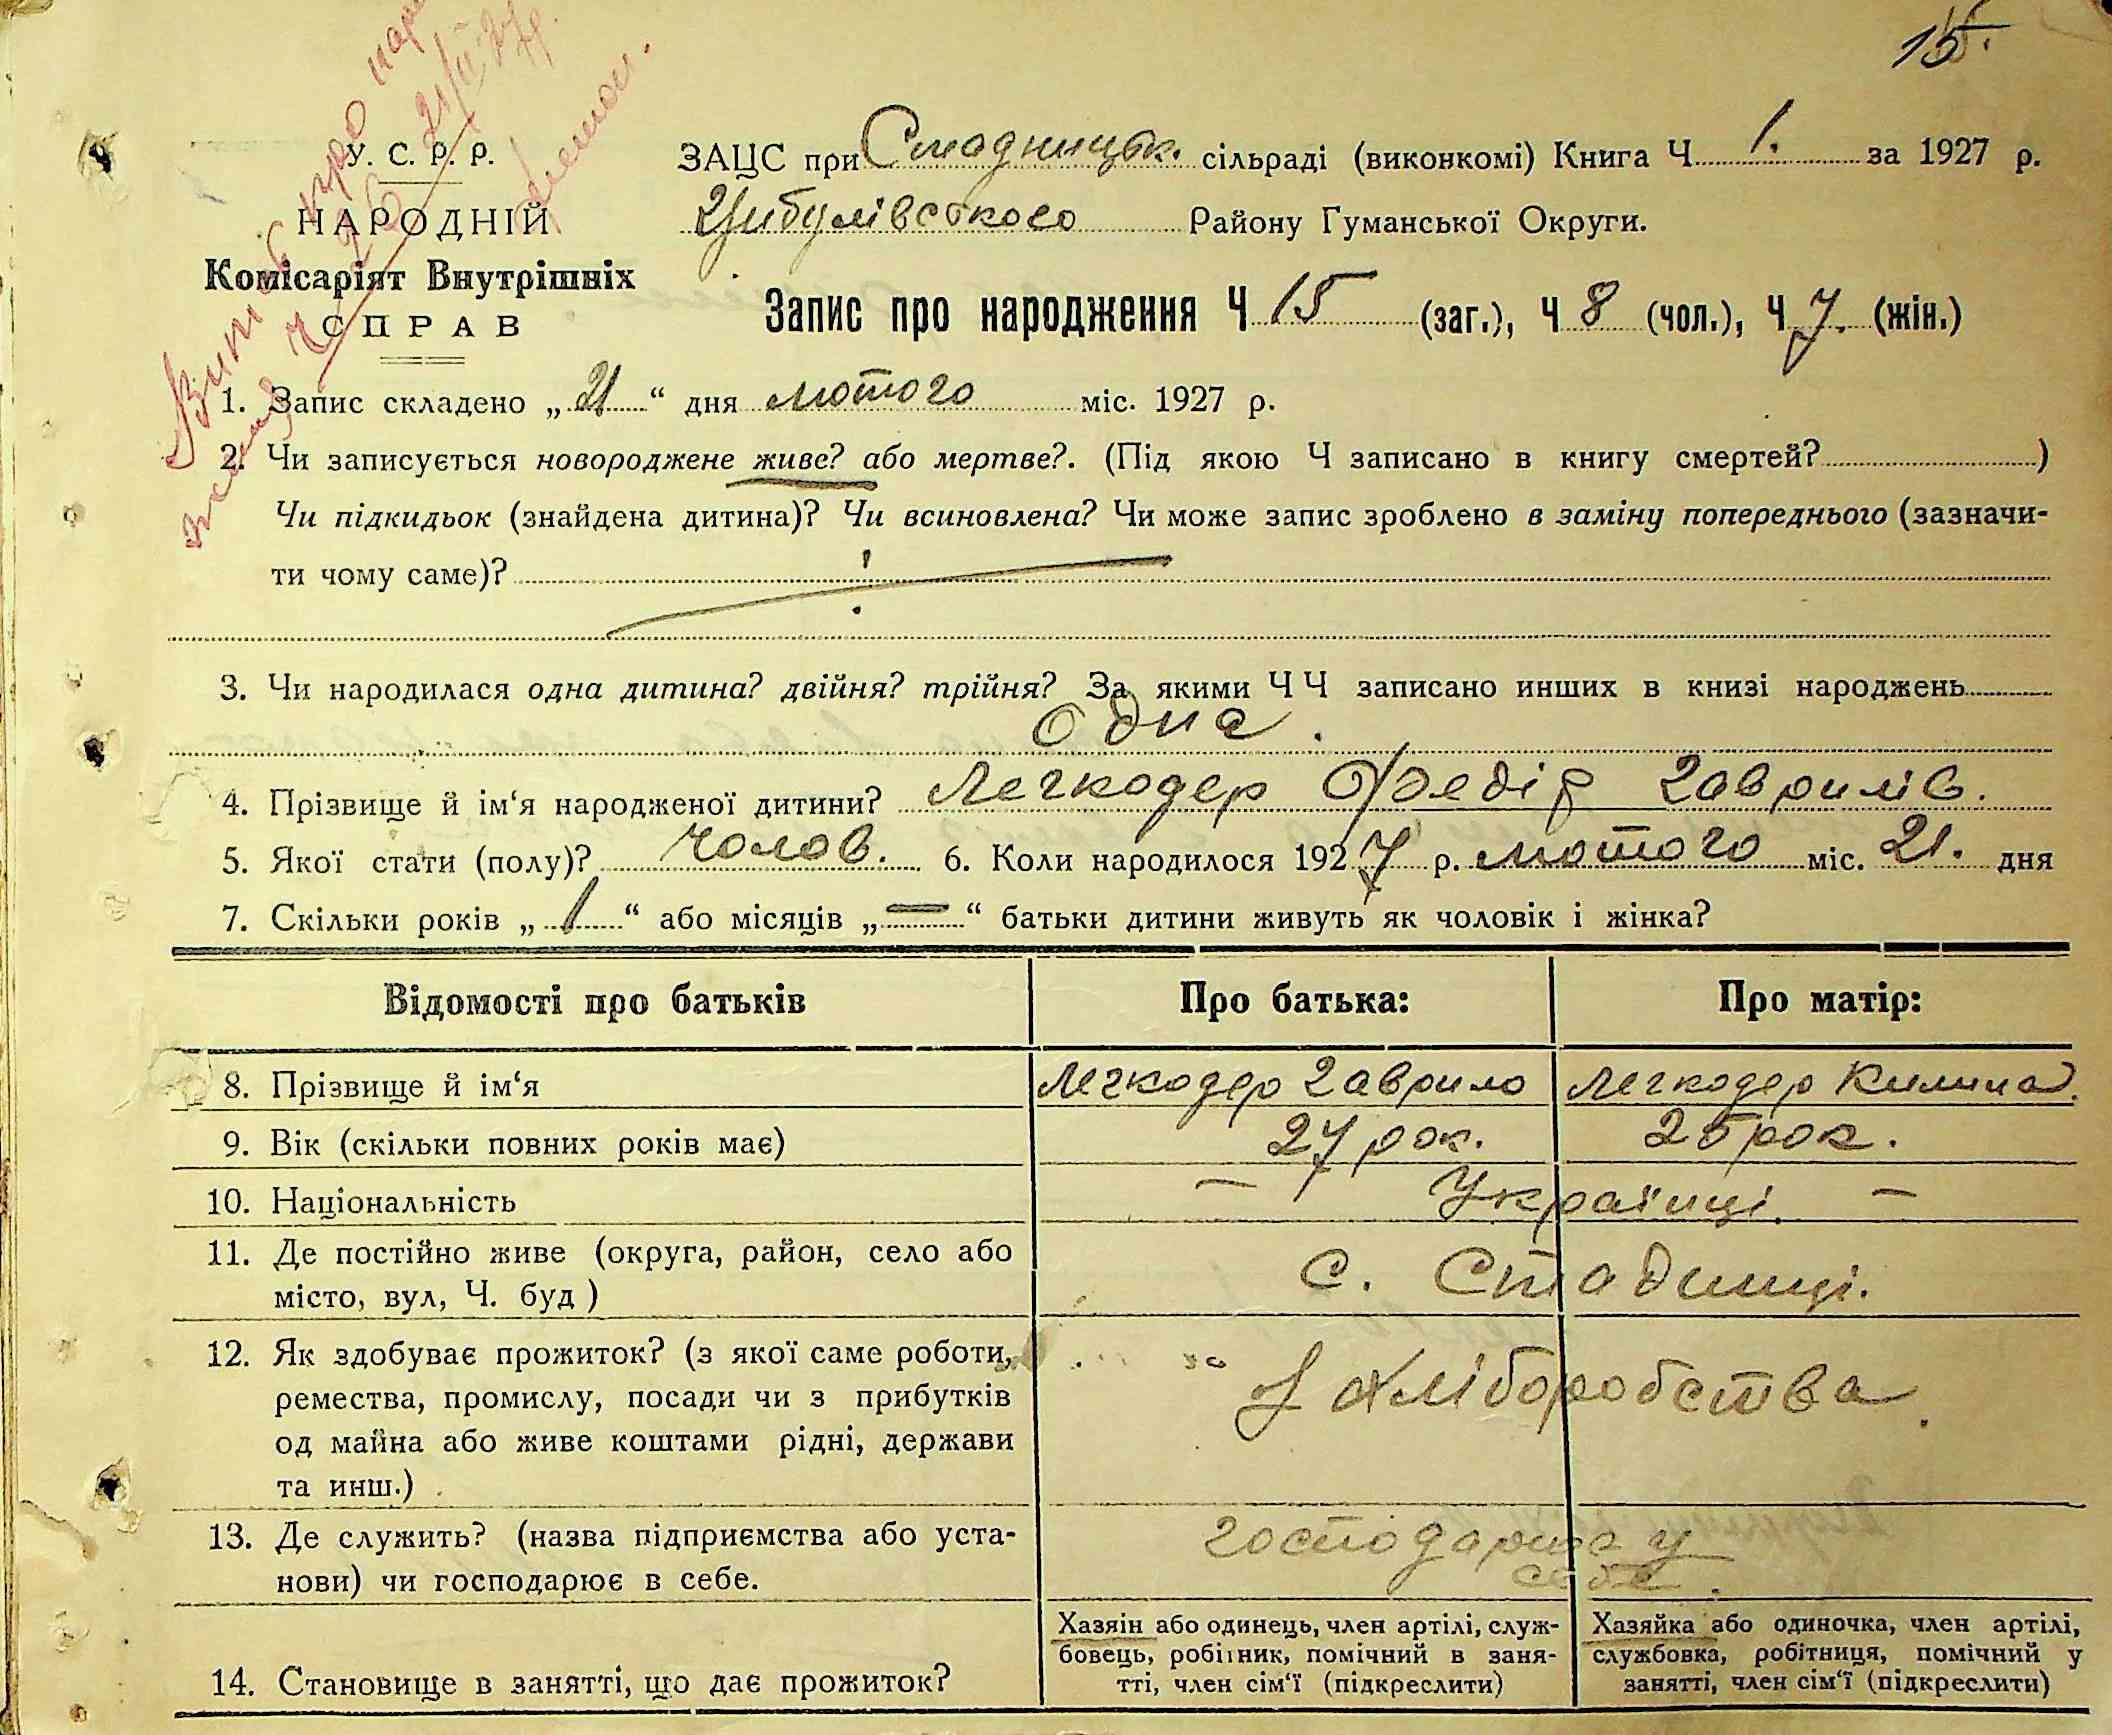 15.
Випис про
У. С. Р. Р.
НАРОДНІЙ
Комісаріят Внутрішніх
СПРАВ
ЗАЦС при Стадницьк. сільраді (виконкомі) Книга Ч 1. за 1927 р.
Цибулівського Району Гуманської Округи.
Запис про народження Ч 15 (заг.), Ч 8 (чол.), Ч 7. (жін.)
1. Запис складено „21“ дня лютого міс. 1927 р.
2. Чи записується новороджене живе? або мертве?. (Під якою Ч записано в книгу смертей? )
Чи підкидьок (знайдена дитина)? Чи всиновлена? Чи може запис зроблено в заміну попереднього (зазначи-
ти чому саме)?
3. Чи народилася одна дитина? двійня? трійня? За якими ЧЧ записано инших в книзі народжень
Одна.
4. Прізвище й ім‘я народженої дитини? Легкодер Федір Гаврилів.
5. Якої стати (полу)? чолов. 6. Коли народилося 1927 р. лютого міс. 21. дня
7. Скільки років „1“ або місяців „—“ батьки дитини живуть як чоловік і жінка?
Відомості про батьків Про батька: Про матір:
8. Прізвище й ім‘я Легкодер Гаврило Легкодер Килина
9. Вік (скільки повних років має) 27 рок. 25 рок.
10. Національність — Українці. —
11. Де постійно живе (округа, район, село або
місто, вул, Ч. буд)
с. Стадниці.
12. Як здобуває прожиток? (з якої саме роботи,
ремества, промислу, посади чи з прибутків
од майна або живе коштами рідні, держави
та инш.)
З хліборобства.
13. Де служить? (назва підприємства або уста-
нови) чи господарює в себе.
у
себе.
14. Становище в занятті, що дає прожиток?
Хазяін або одинець, член артілі, служ-
бовець, робітник, помічний в заня-
тті, член сім‘ї (підкреслити)
Хазяйка або одиночка, член артілі,
службовка, робітниця, помічний у
занятті, член сім‘ї (підкреслити)